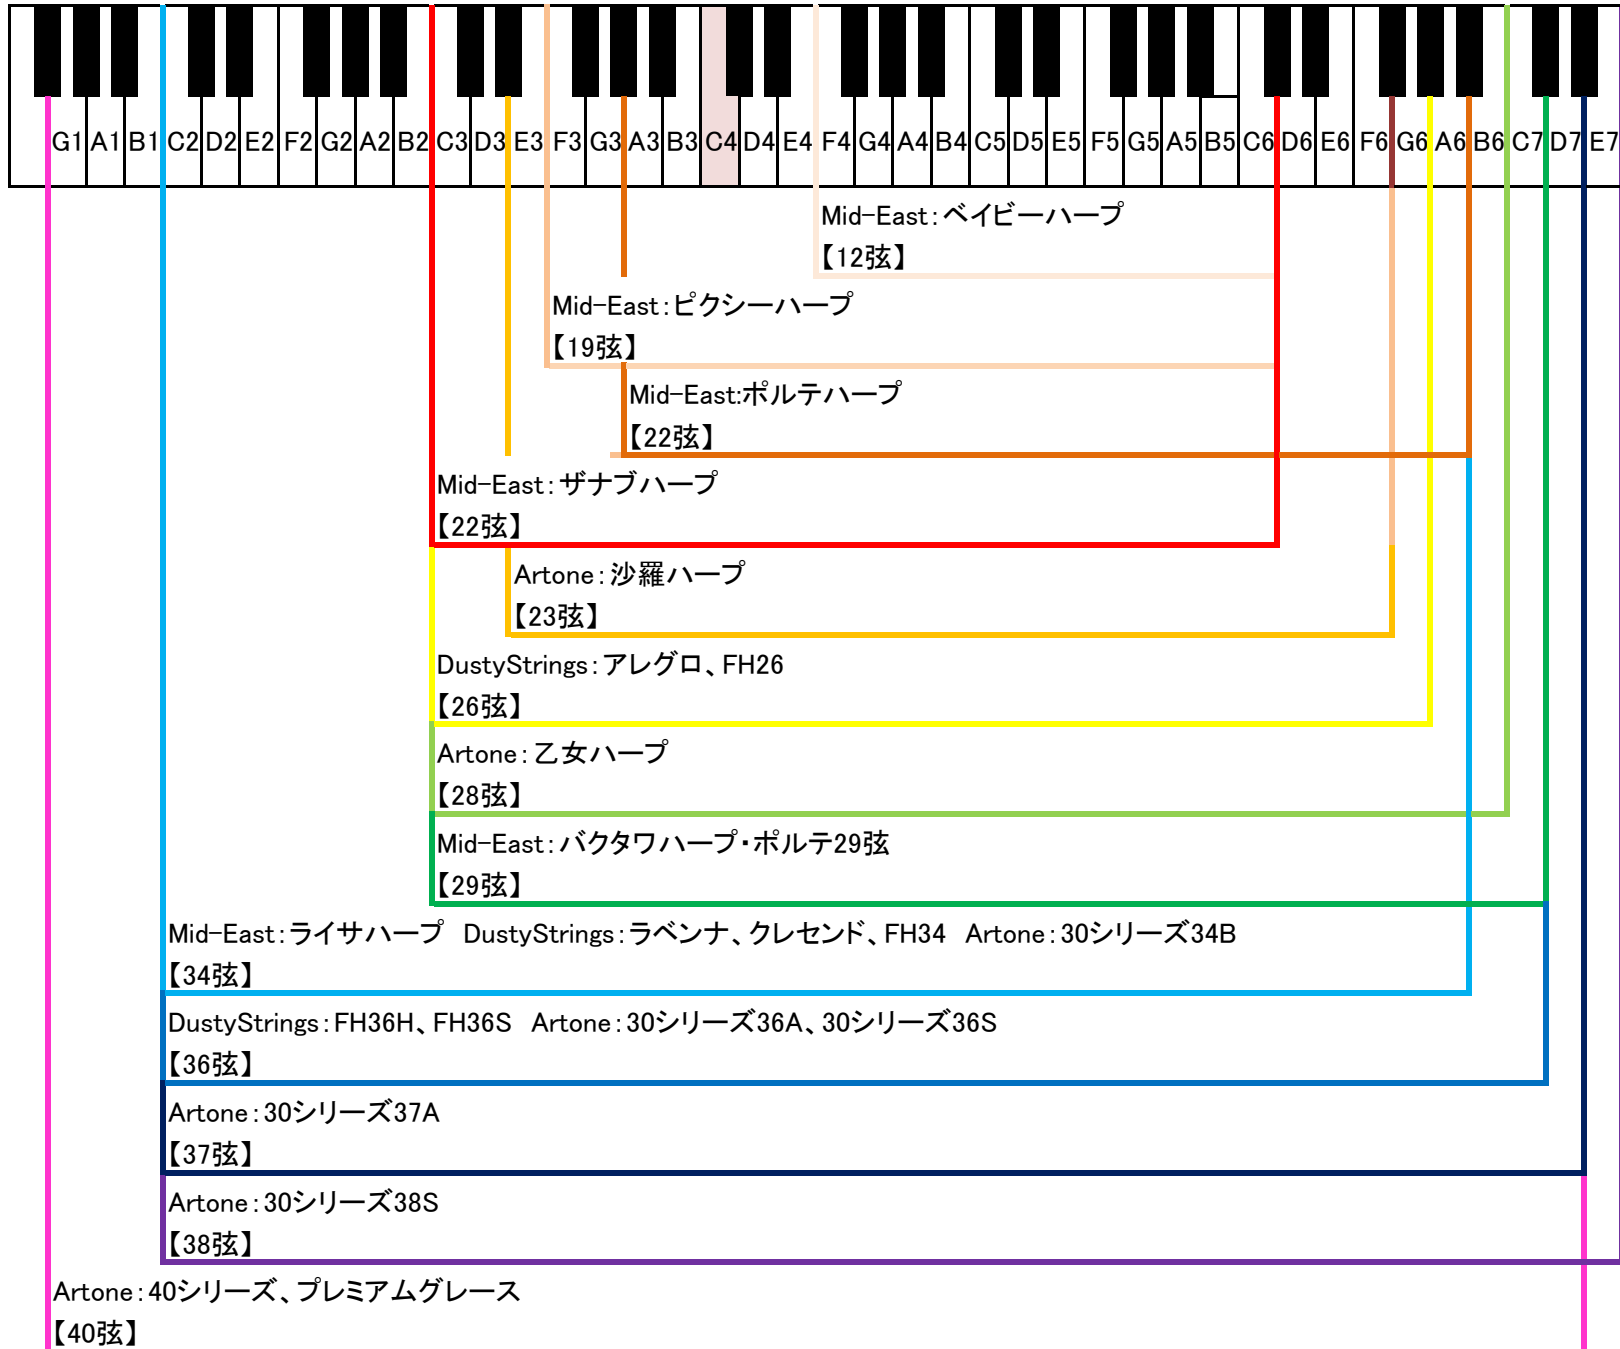 G1 A1 B1 C2 D2 E2 F2 G2 A2 B2 C3 D3 E3 F3 G3 A3 B3 C4 D4 E4 F4 G4 A4 B4 C5 D5 E5 F5 G5 A5 B5 C6 D6 E6 F6 G6 A6 B6 C7 D7 E7
Mid-East：ベイビーハープ
【12弦】
Mid-East：ピクシーハープ
【19弦】
Mid-East:ポルテハープ
【22弦】
Mid-East：ザナブハープ
【22弦】
Artone：沙羅ハープ
【23弦】
DustyStrings：アレグロ、FH26
【26弦】
Artone：乙女ハープ
【28弦】
Mid-East：バクタワハープ・ポルテ29弦
【29弦】
Mid-East：ライサハープ　DustyStrings：ラベンナ、クレセンド、FH34　Artone：30シリーズ34B
【34弦】
DustyStrings：FH36H、FH36S　Artone：30シリーズ36A、30シリーズ36S
【36弦】
Artone：30シリーズ37A
【37弦】
Artone：30シリーズ38S
【38弦】
Artone：40シリーズ、プレミアムグレース
【40弦】